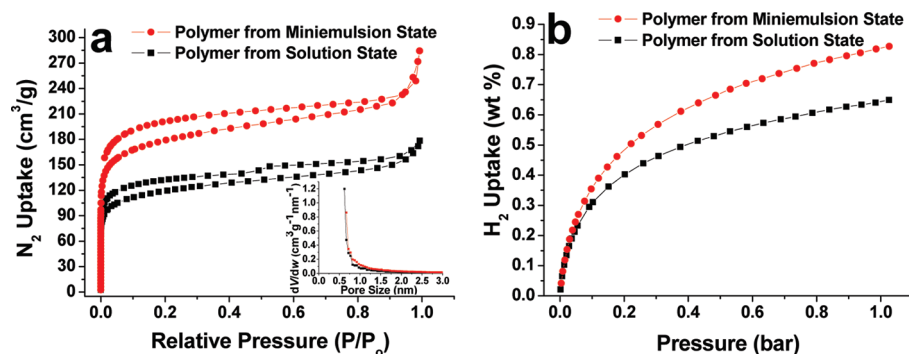 a
Polymer from Miniemulsion State
Polymer from Solution State
N2 Uptake (cm3/g)
300
270
240
210
180
150
120
90
60
30
0
0.0 0.2 0.4 0.6 0.8 1.0
Relative Pressure (P/Po)
dV/dw (cm3g-1nm-1)
1.2
1.0
0.8
0.6
0.4
0.2
0.0
0.0 0.5 1.0 1.5 2.0 2.5 3.0
Pore Size (nm)
b
Polymer from Miniemulsion State
Polymer from Solution State
H2 Uptake (wt %)
0.9
0.8
0.7
0.6
0.5
0.4
0.3
0.2
0.1
0.0
0.0 0.2 0.4 0.6 0.8 1.0
Pressure (bar)